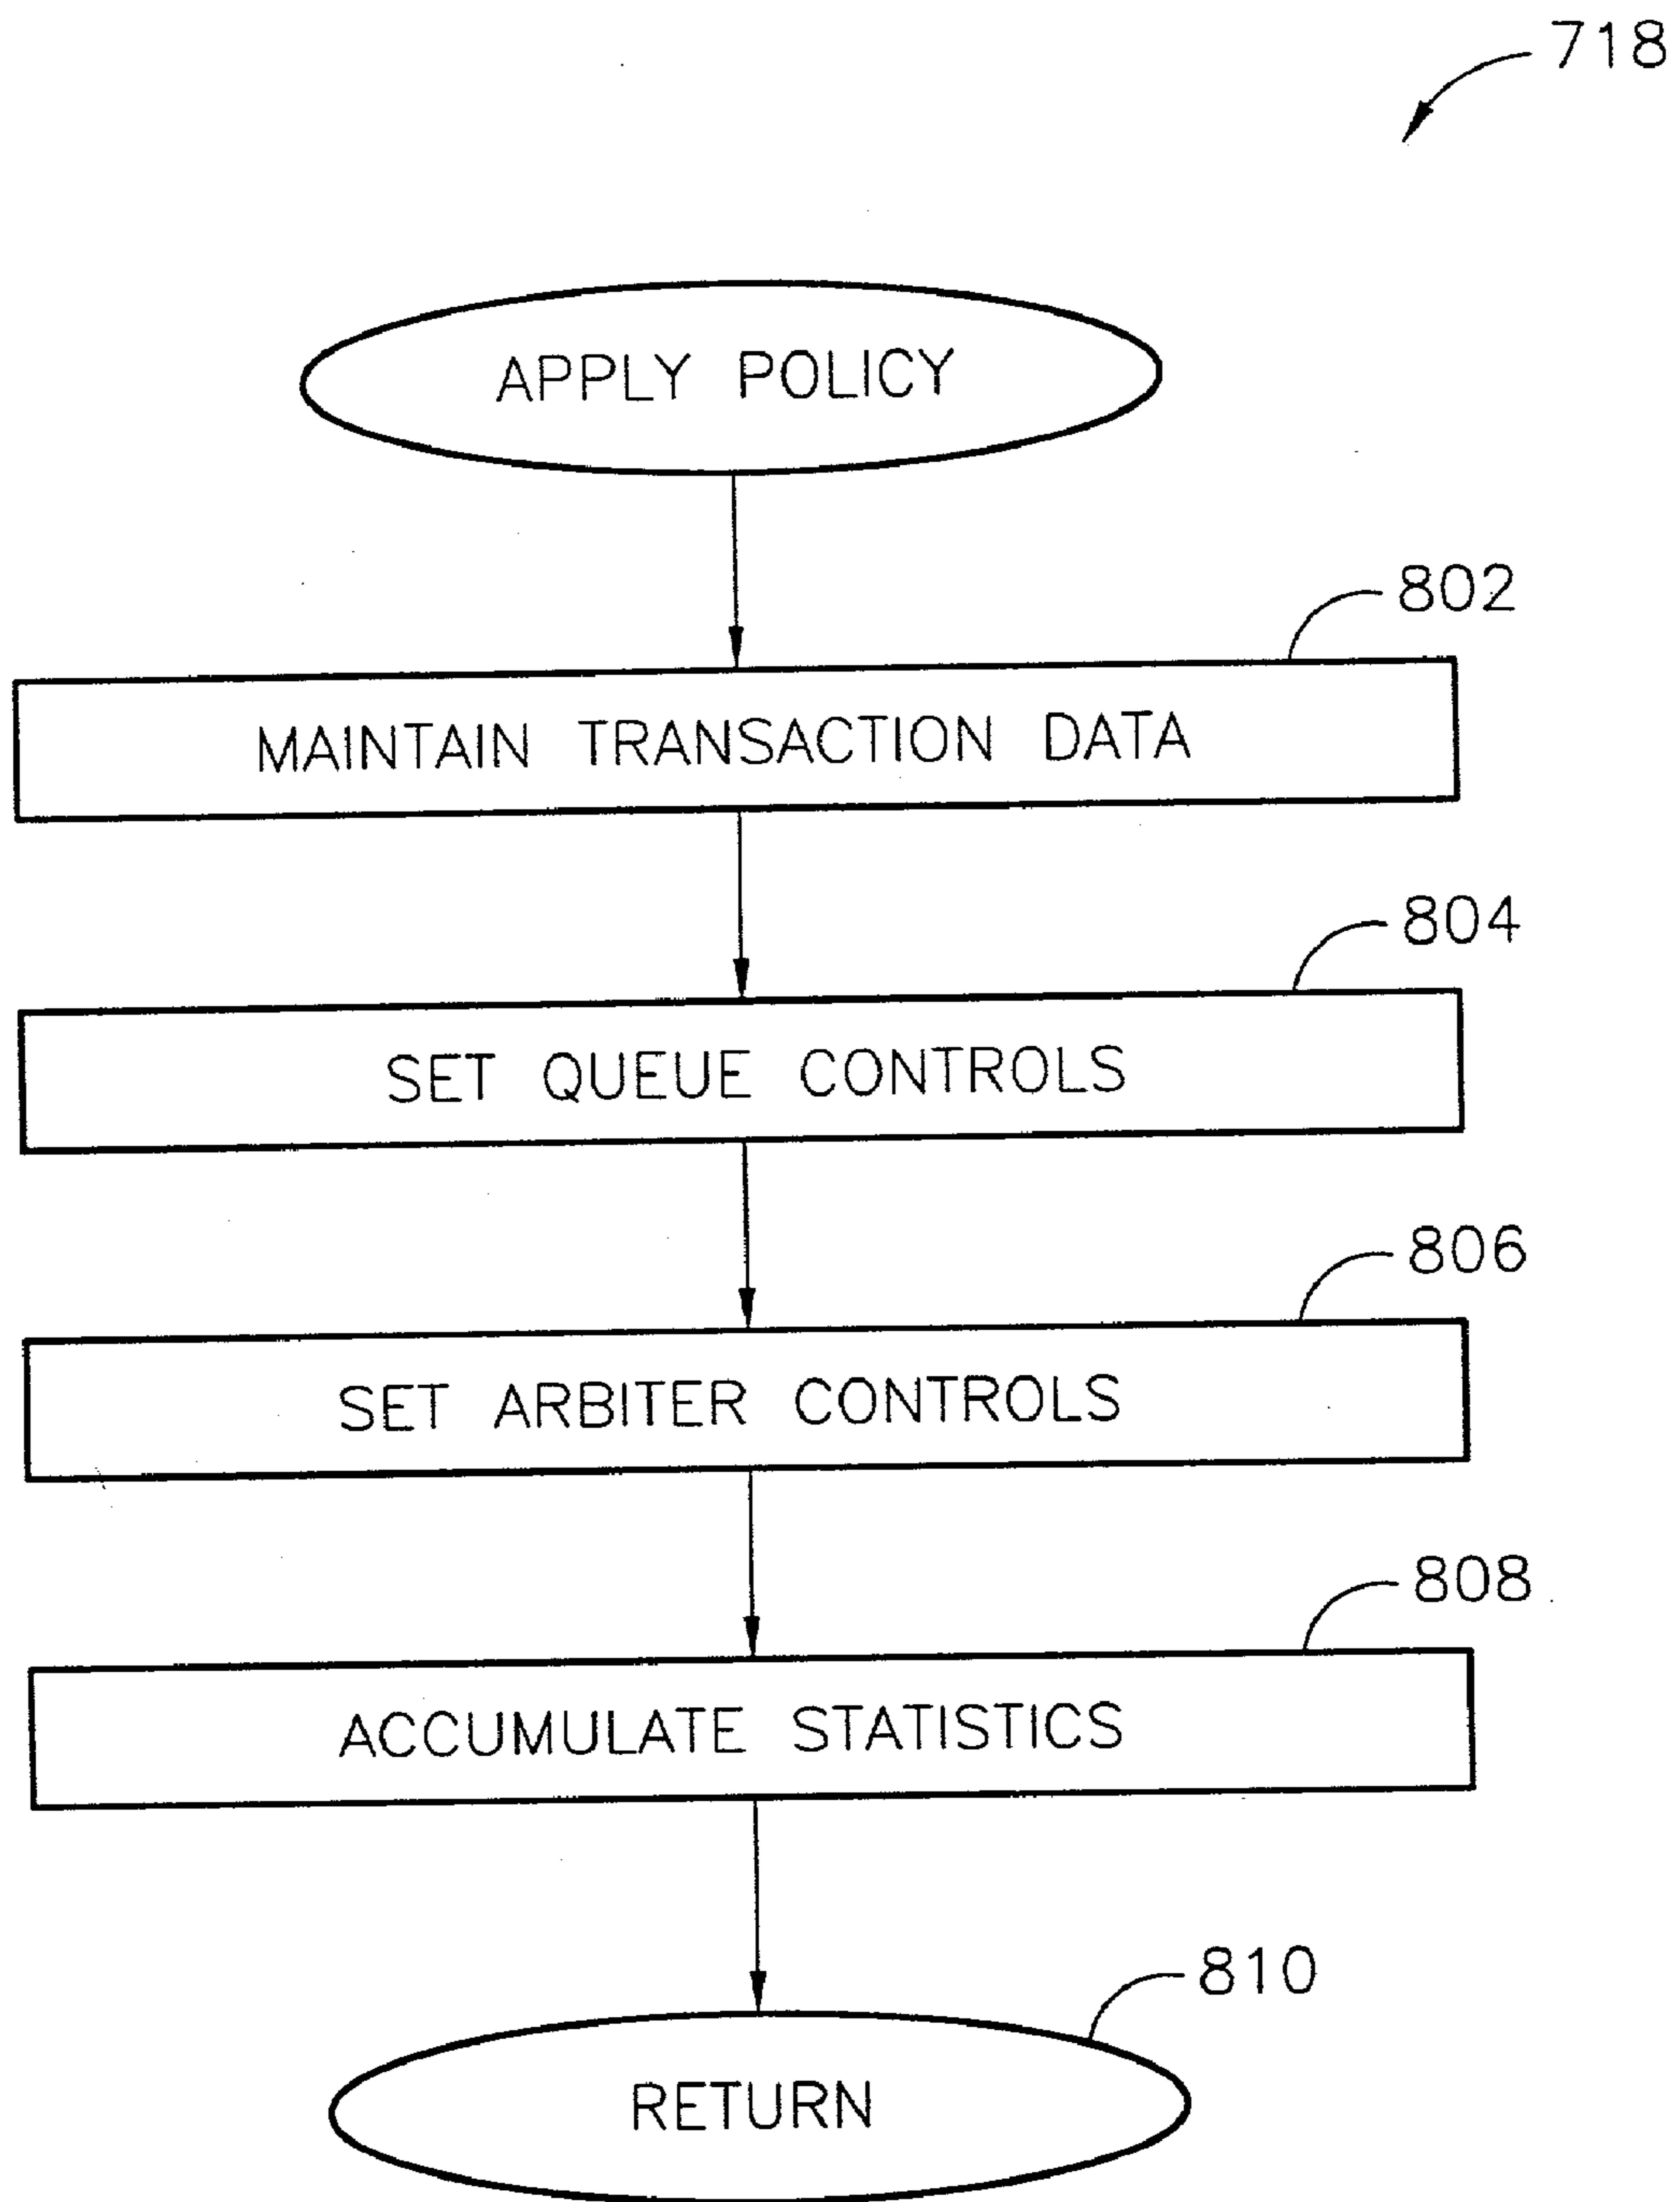 718
APPLY POLICY
802
MAINTAIN TRANSACTION DATA
804
SET QUEUE CONTROLS
806
SET ARBITER CONTROLS
808
ACCUMULATE STATISTICS
810
RETURN